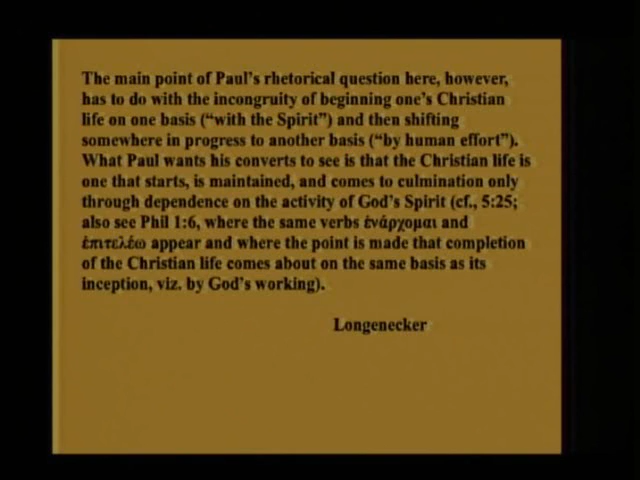 The main point of Paul's rhetorical question here, however,
has to do with the incongruity of beginning one's Christian
life on one basis (“with the Spirit”) and then shifting
somewhere in progress to another basis (“by human effort”).
What Paul wants his converts to see is that the Christian life is
one that starts, is maintained, and comes to culmination only
through dependence on the activity of God's Spirit (cf., 5:25;
also see Phil 1:6, where the same verbs ἐνάρχομαι and
ἐπιτελέω appear and where the point is made that completion
of the Christian life comes about on the same basis as its
inception, viz. by God's working).
Longenecker